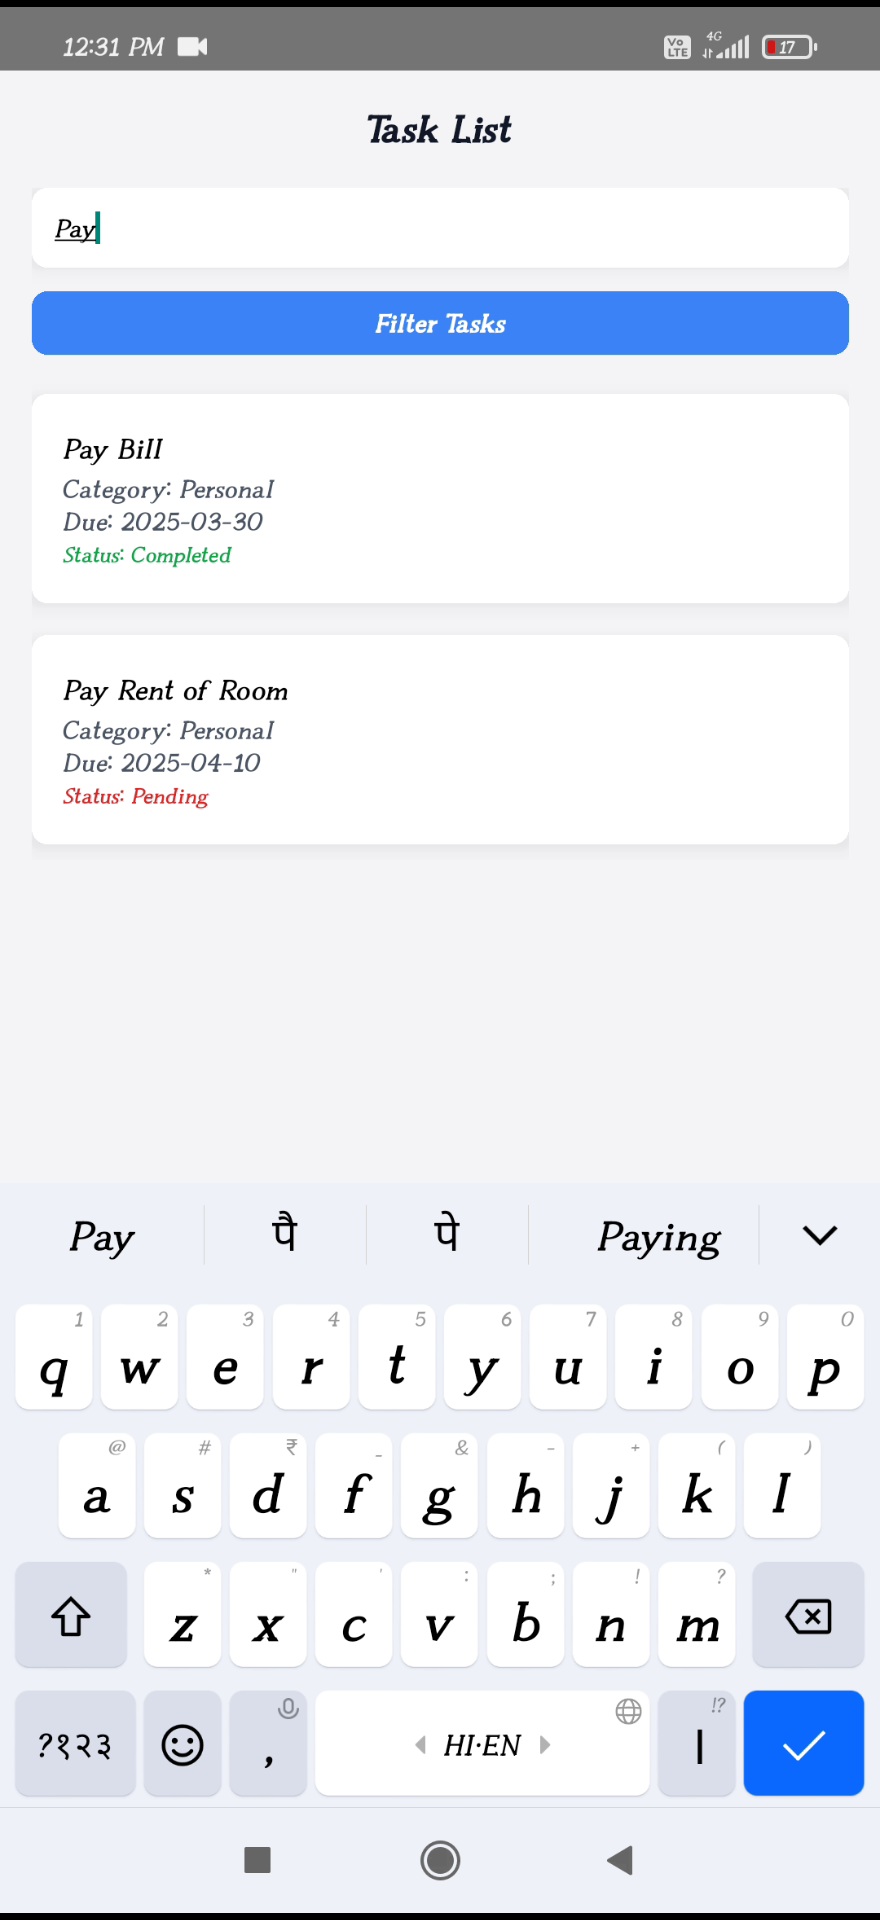 12:31 PM
Vo LTE 4G 17
Task List
Pay
Filter Tasks
Pay Bill
Category: Personal
Due: 2025-03-30
Status: Completed
Pay Rent of Room
Category: Personal
Due: 2025-04-10
Status: Pending
Pay पै पे Paying
1 2 3 4 5 6 7 8 9 0
q w e r t y u i o p
@ # ₹ _ & - + ( )
a s d f g h j k l
* " ' : ; ! ?
z x c v b n m
!?
?१२३ , HI·EN |